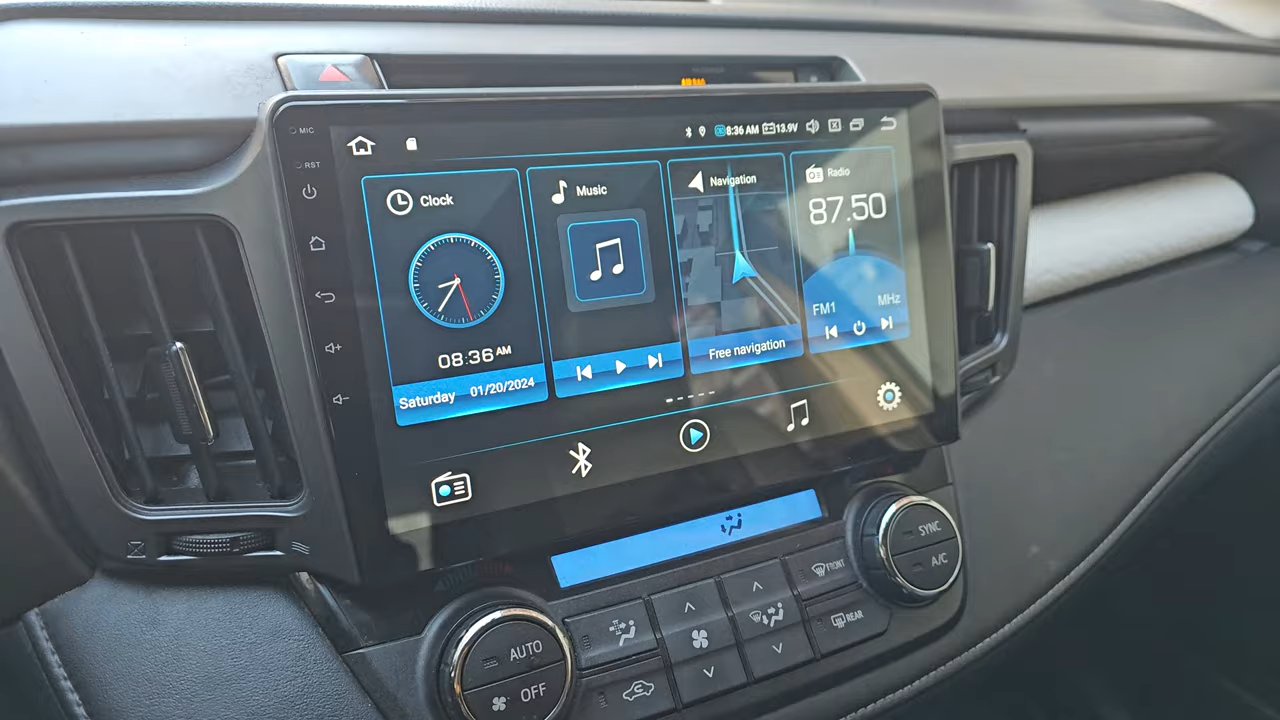 MIC
RST
8:36 AM 13.9V
Clock
08:36 AM
Saturday 01/20/2024
Music
Navigation
Free navigation
Radio
87.50
FM1 MHz
AUTO
OFF
FRONT
REAR
SYNC
A/C